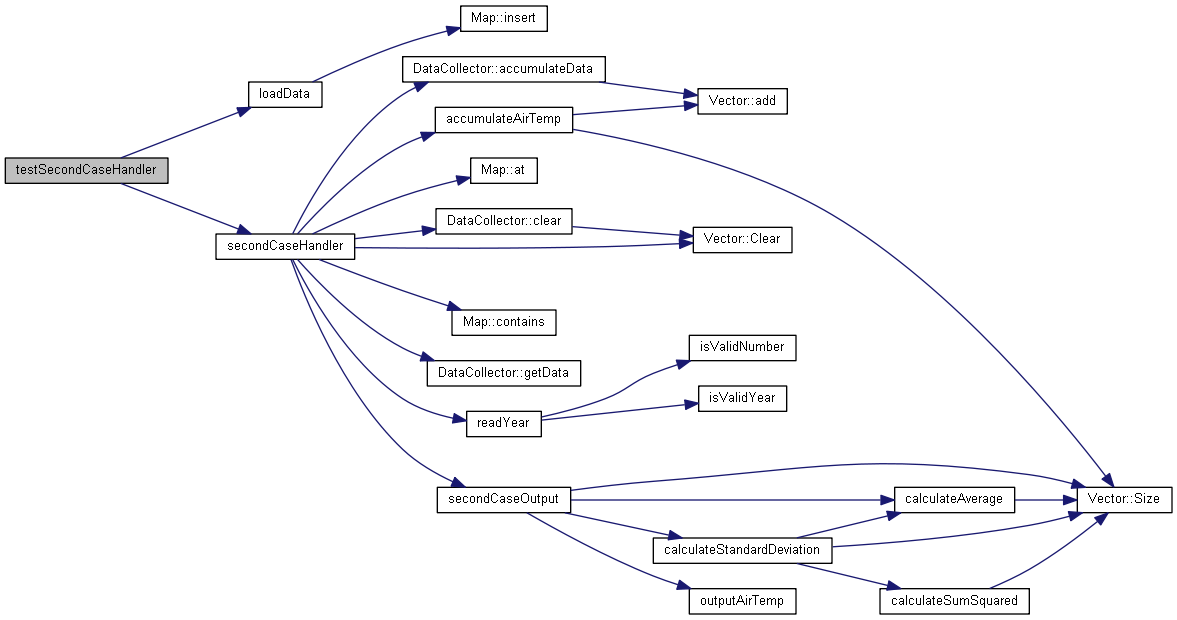 Map::insert
DataCollector::accumulateData
loadData
Vector::add
accumulateAirTemp
testSecondCaseHandler
Map::at
DataCollector::clear
secondCaseHandler
Vector::Clear
Map::contains
isValidNumber
DataCollector::getData
isValidYear
readYear
secondCaseOutput
calculateAverage
Vector::Size
calculateStandardDeviation
outputAirTemp
calculateSumSquared